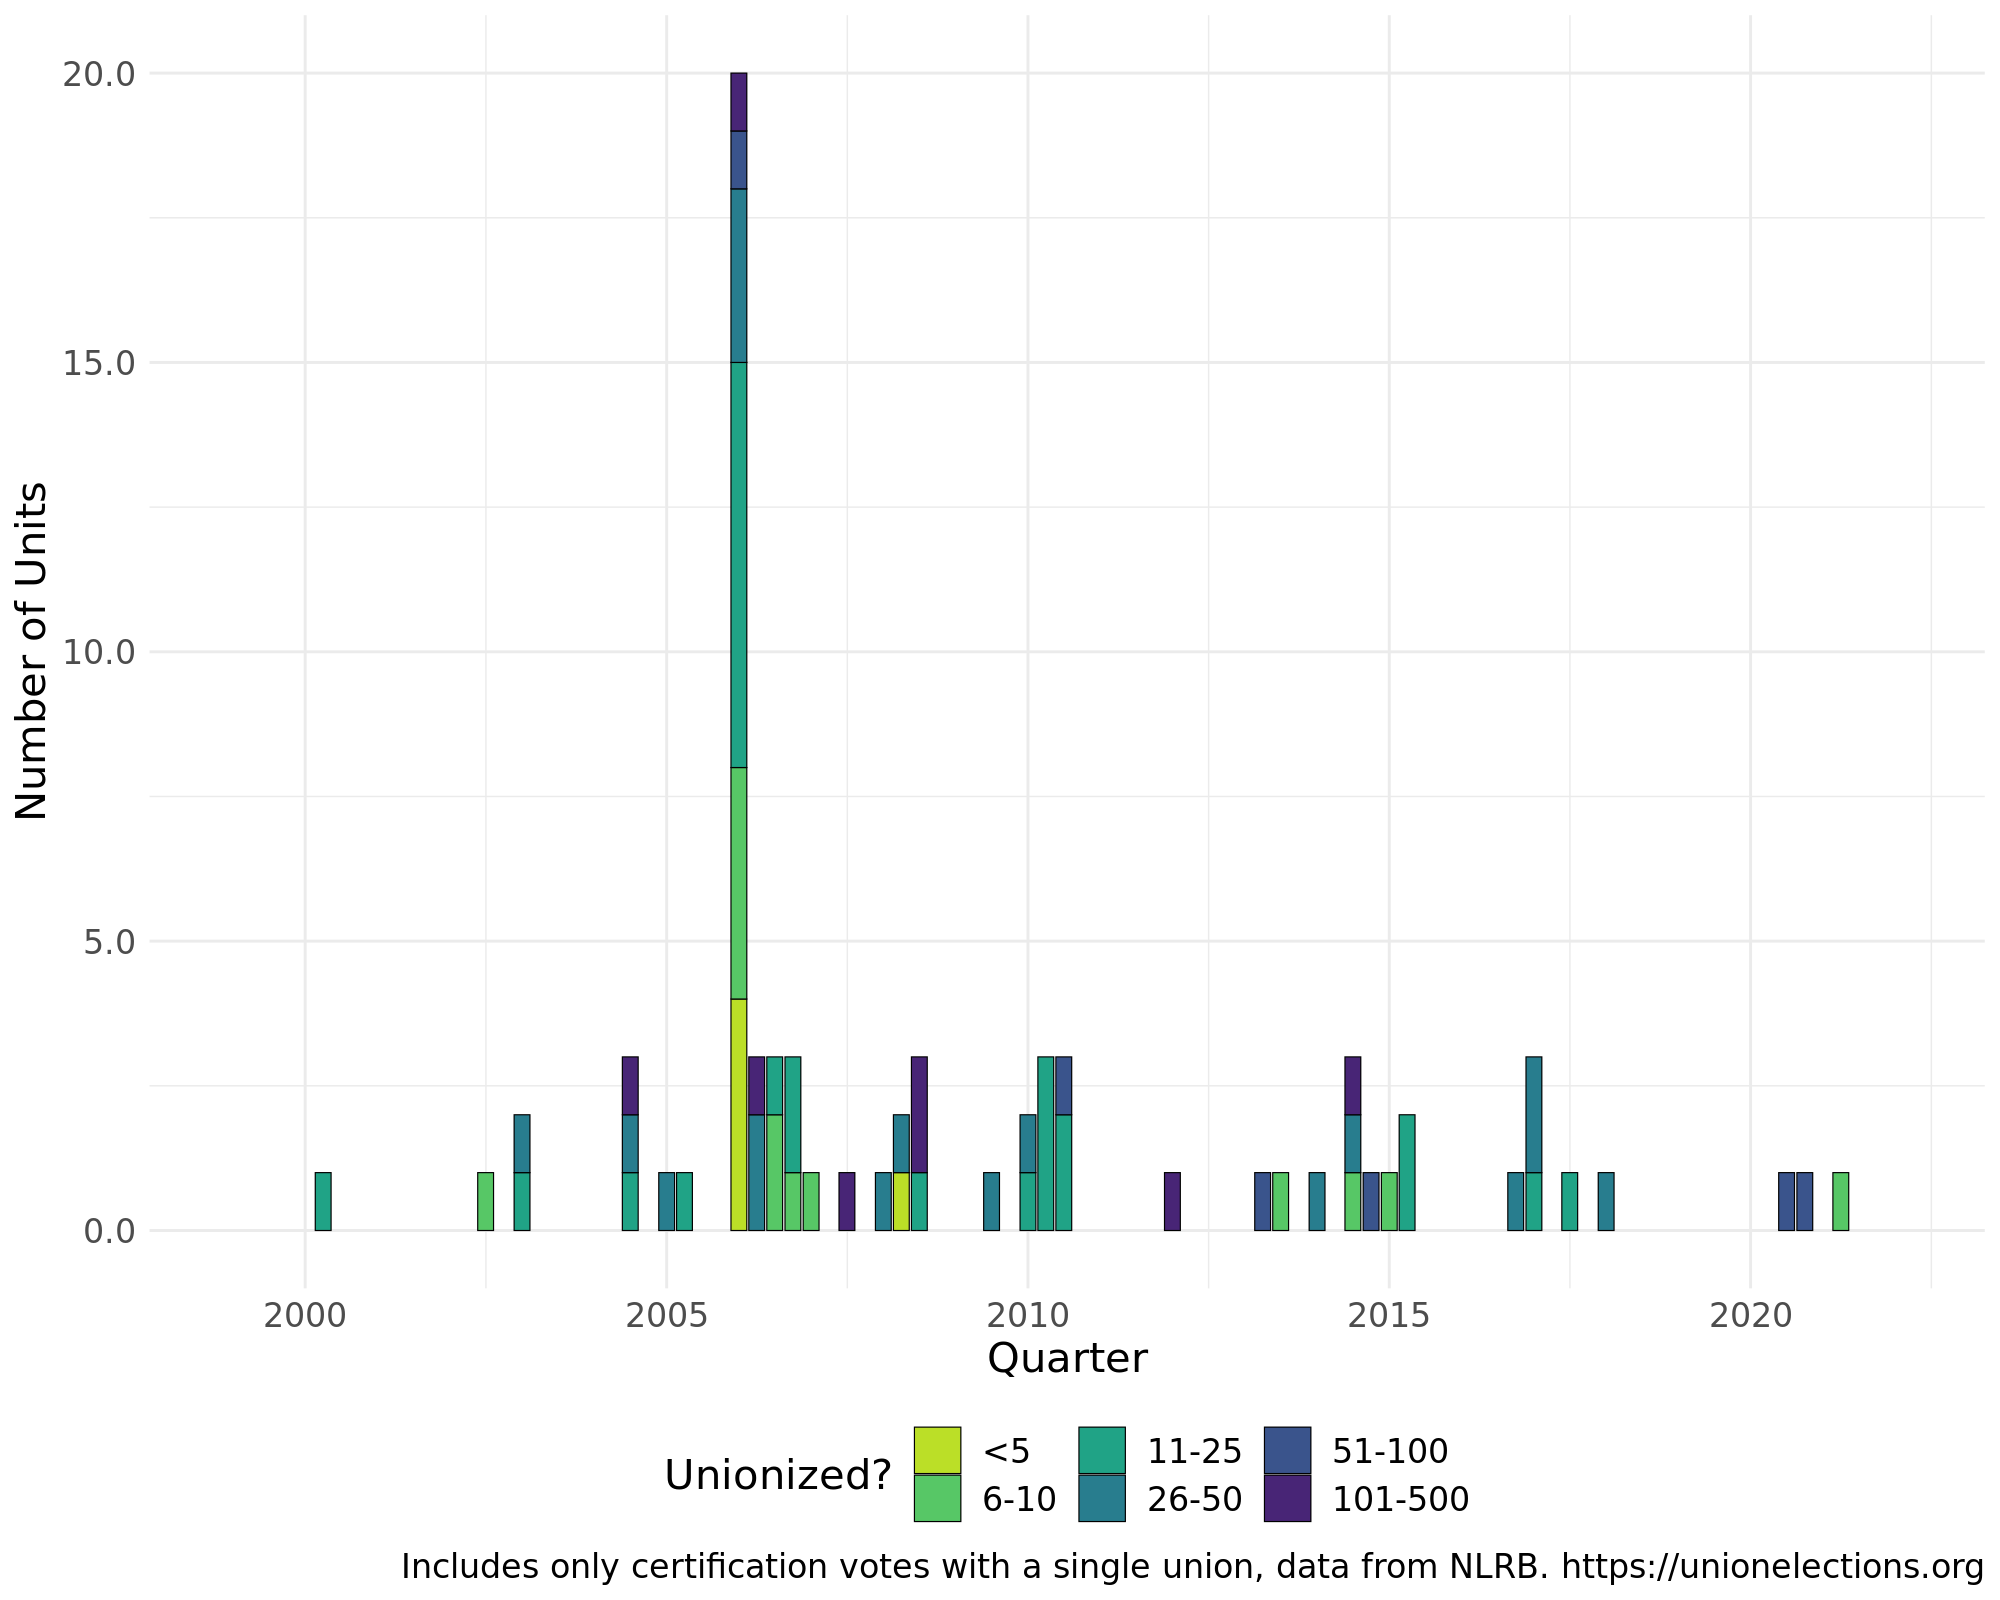 20.0
15.0
10.0
5.0
0.0
Number of Units
2000 2005 2010 2015 2020
Quarter
Unionized?
<5 11-25 51-100
6-10 26-50 101-500
Includes only certification votes with a single union, data from NLRB. https://unionelections.org